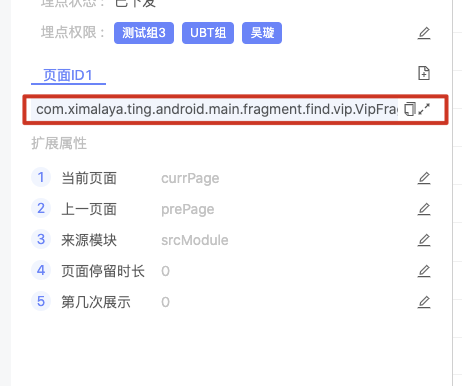 埋点状态：已下发
埋点权限： 测试组3 UBT组 吴璇
页面ID1
com.ximalaya.ting.android.main.fragment.find.vip.VipFrag
扩展属性
1 当前页面 currPage
2 上一页面 prePage
3 来源模块 srcModule
4 页面停留时长 0
5 第几次展示 0